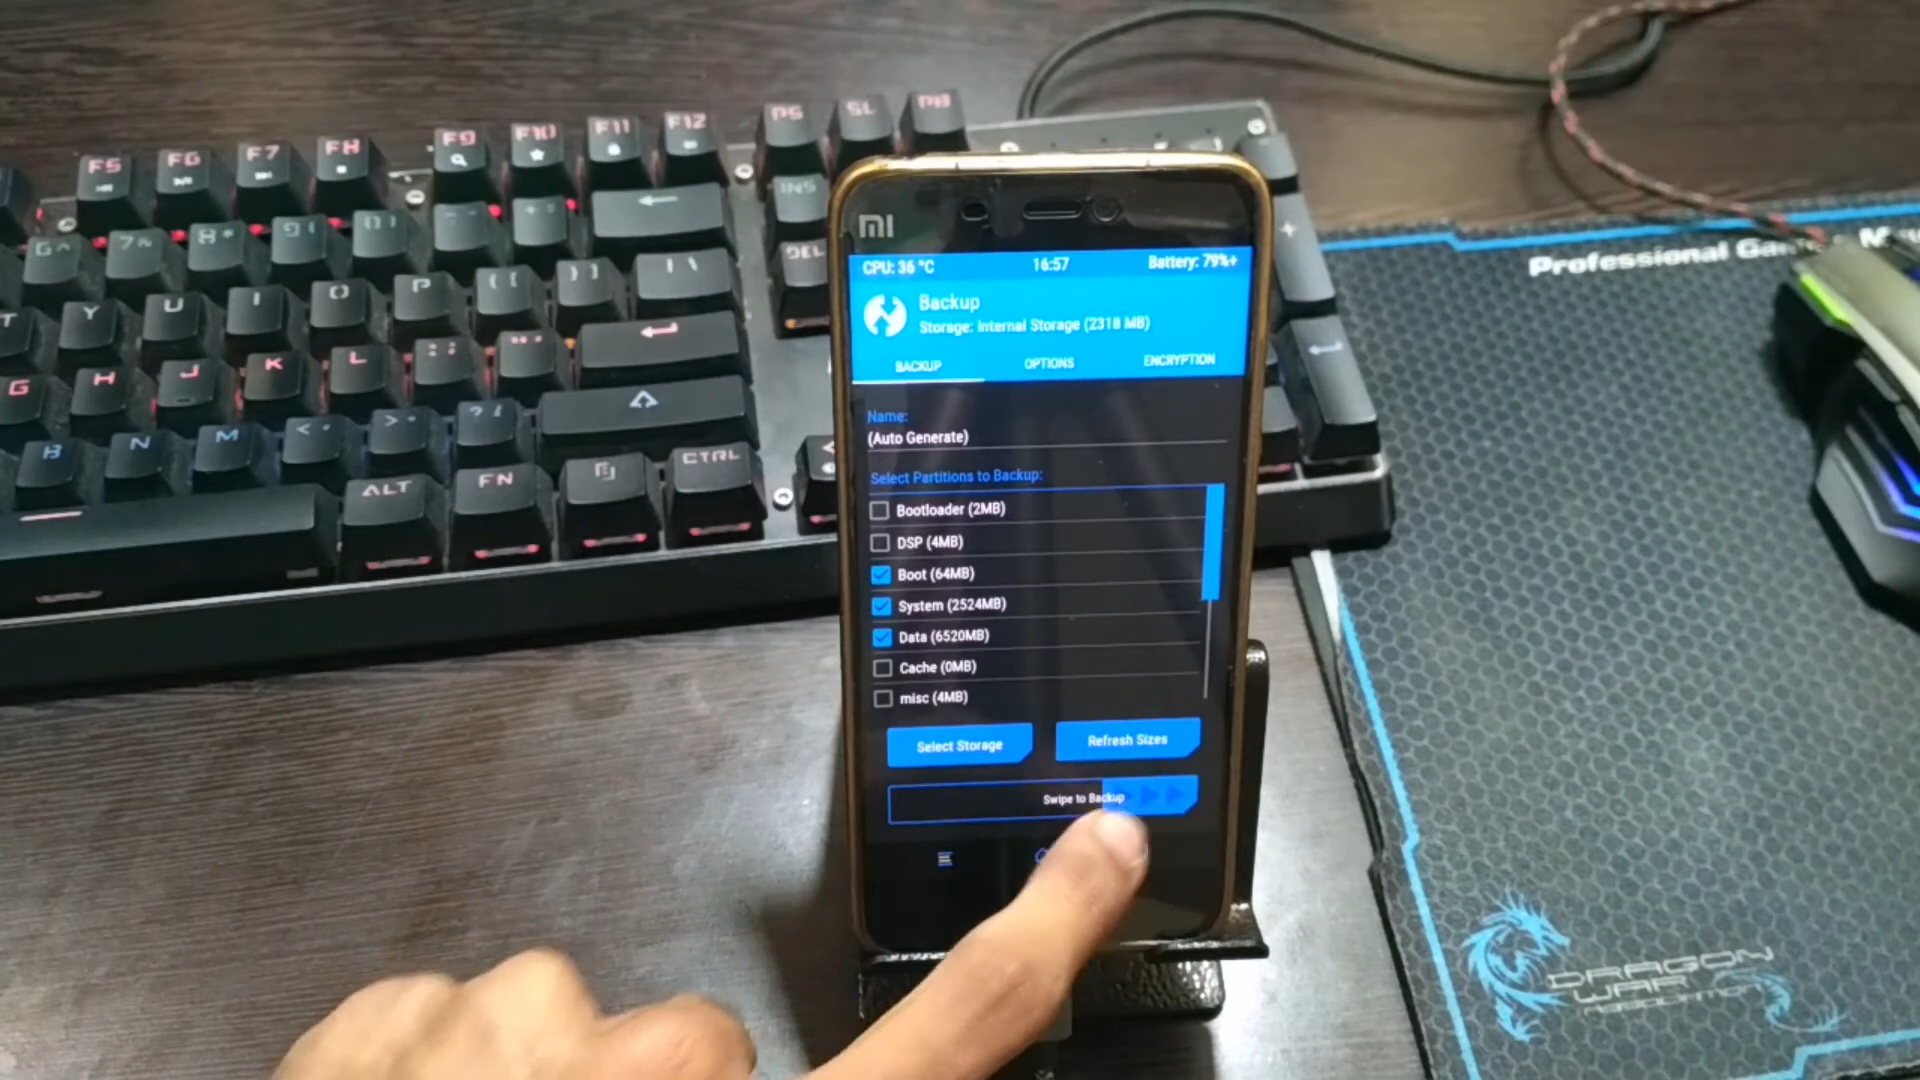 F5 F6 F7 F8 F9 F10 F11 F12 PS SL PB
INS
DEL
Y U I O P
G H J K L
B N M
ALT FN CTRL
MI
CPU: 36 °C 16:57 Battery: 79%+
Backup
Storage: Internal Storage (2318 MB)
BACKUP OPTIONS ENCRYPTION
Name:
(Auto Generate)
Select Partitions to Backup:
Bootloader (2MB)
DSP (4MB)
Boot (64MB)
System (2524MB)
Data (6520MB)
Cache (0MB)
misc (4MB)
Select Storage Refresh Sizes
Swipe to Backup
Professional
DRAGON
WAR